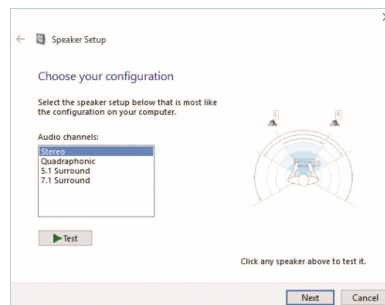 Speaker Setup
Choose your configuration
Select the speaker setup below that is most like
the configuration on your computer.
Audio channels:
Stereo
Quadraphonic
5.1 Surround
7.1 Surround
L
R
Test
Click any speaker above to test it.
Next
Cancel